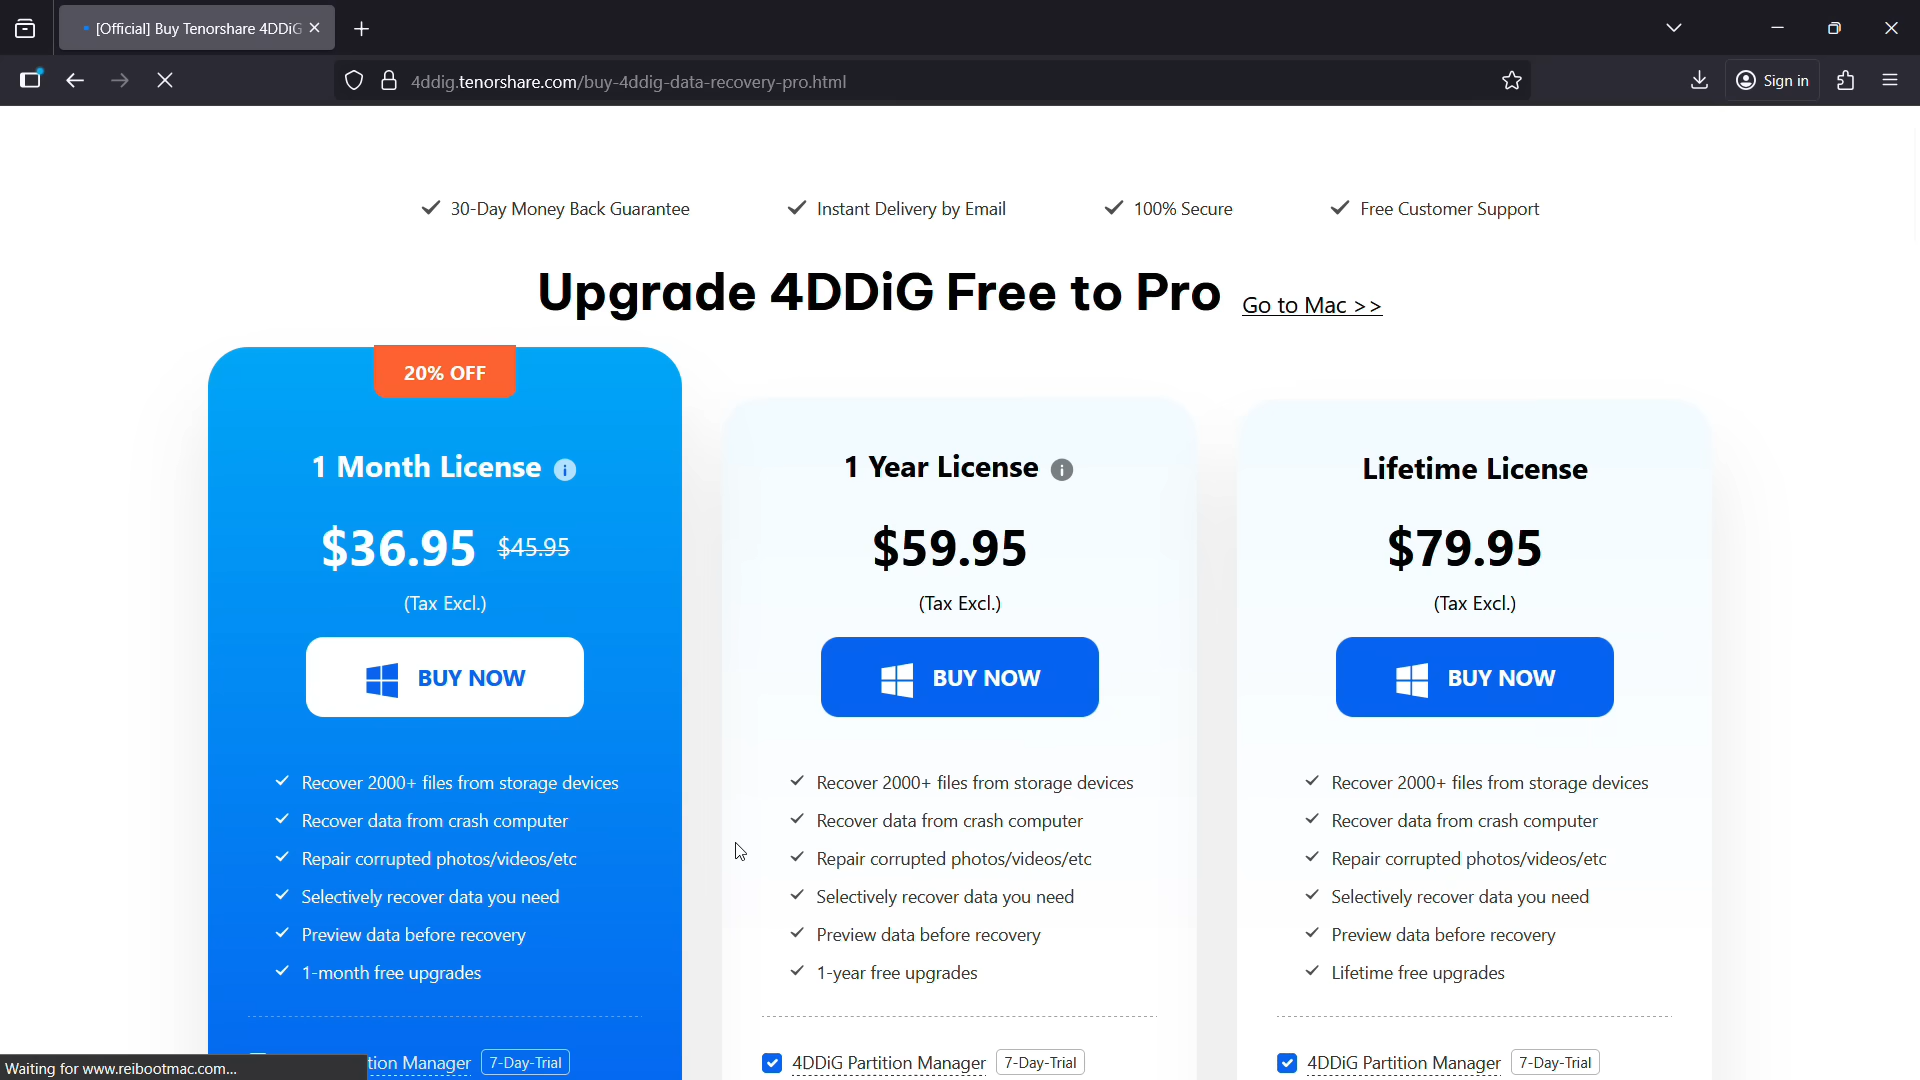 [Official] Buy Tenorshare 4DDiG
4ddig.tenorshare.com/buy-4ddig-data-recovery-pro.html
Sign in
30-Day Money Back Guarantee
Instant Delivery by Email
100% Secure
Free Customer Support
Upgrade 4DDiG Free to Pro
Go to Mac >>
20% OFF
1 Month License
$36.95 $45.95
(Tax Excl.)
BUY NOW
Recover 2000+ files from storage devices
Recover data from crash computer
Repair corrupted photos/videos/etc
Selectively recover data you need
Preview data before recovery
1-month free upgrades
tion Manager 7-Day-Trial
1 Year License
$59.95
(Tax Excl.)
BUY NOW
Recover 2000+ files from storage devices
Recover data from crash computer
Repair corrupted photos/videos/etc
Selectively recover data you need
Preview data before recovery
1-year free upgrades
4DDiG Partition Manager 7-Day-Trial
Lifetime License
$79.95
(Tax Excl.)
BUY NOW
Recover 2000+ files from storage devices
Recover data from crash computer
Repair corrupted photos/videos/etc
Selectively recover data you need
Preview data before recovery
Lifetime free upgrades
4DDiG Partition Manager 7-Day-Trial
Waiting for www.reibootmac.com...